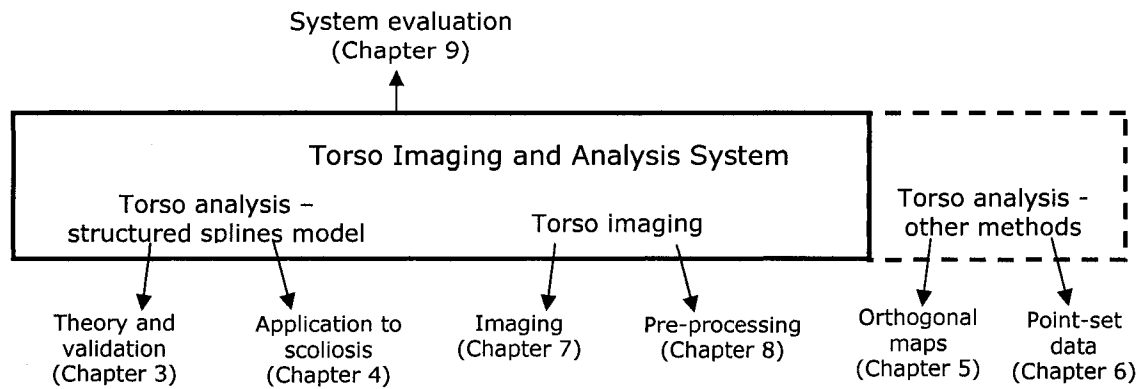 System evaluation
(Chapter 9)
Torso Imaging and Analysis System
Torso analysis –
structured splines model
Torso imaging
Torso analysis -
other methods
Theory and
validation
(Chapter 3)
Application to
scoliosis
(Chapter 4)
Imaging
(Chapter 7)
Pre-processing
(Chapter 8)
Orthogonal
maps
(Chapter 5)
Point-set
data
(Chapter 6)